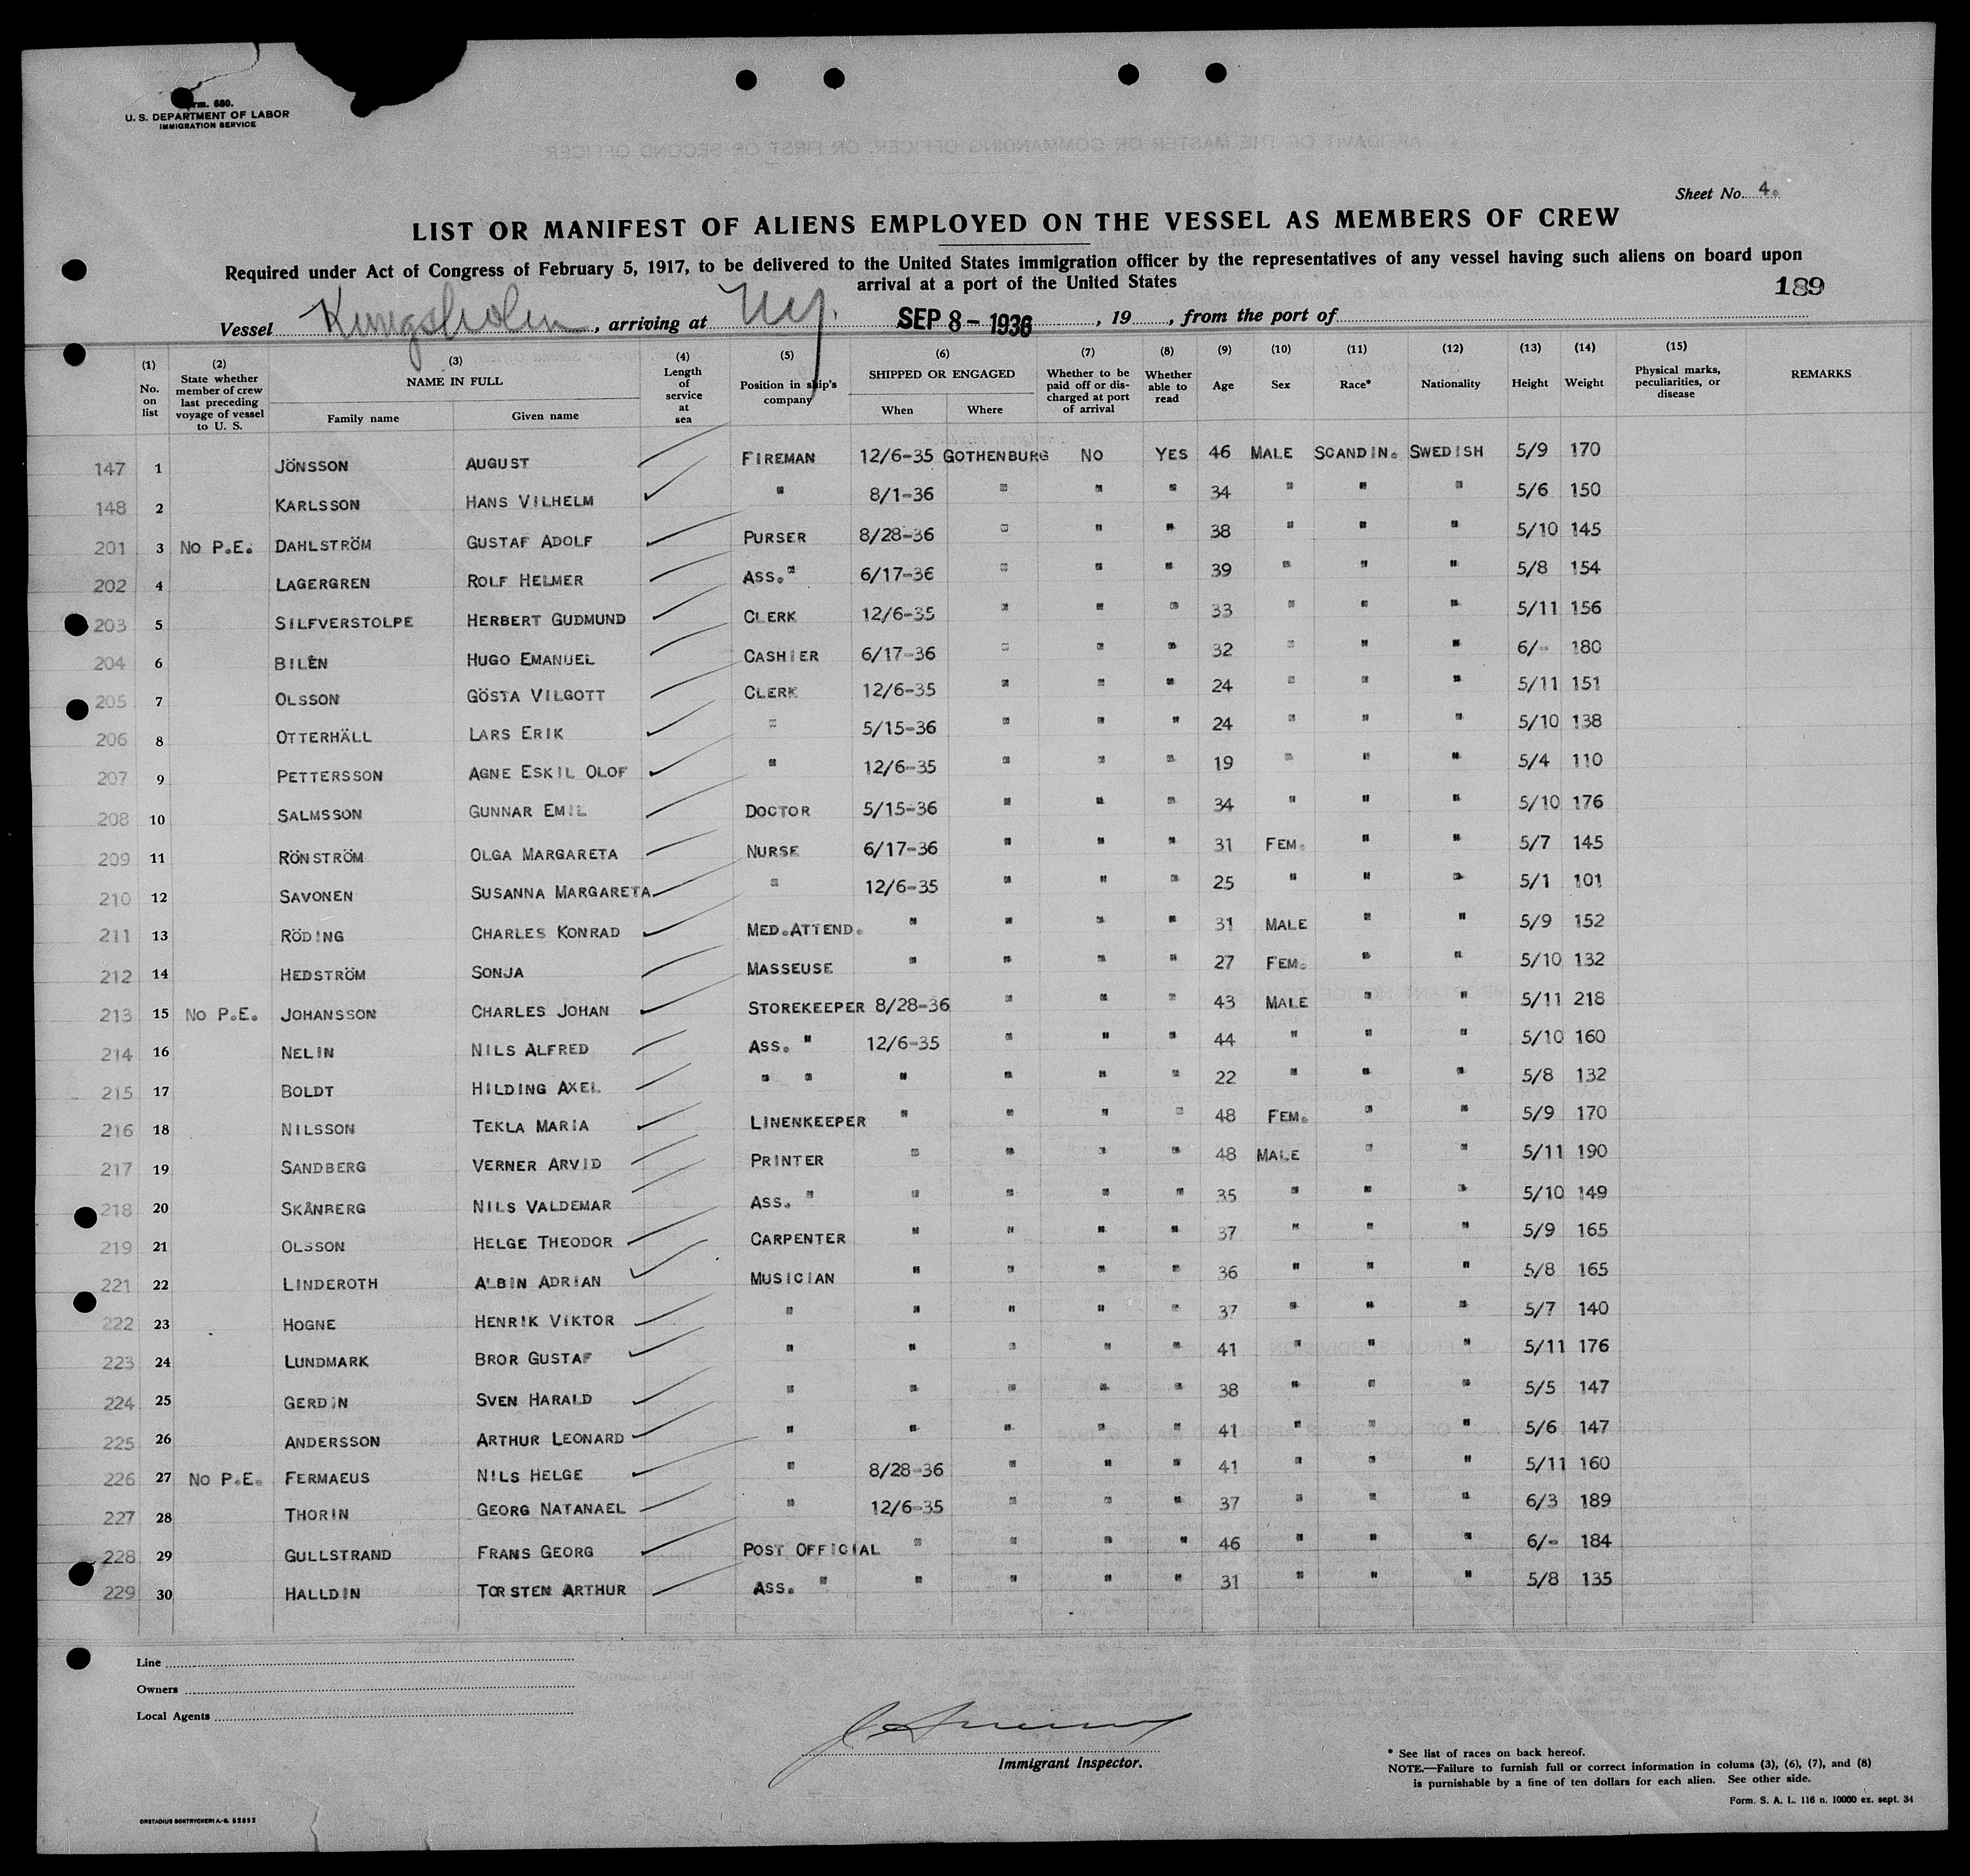 rm. 680.
U. S. DEPARTMENT OF LABOR
IMMIGRATION SERVICE
Sheet No. 4.
LIST OR MANIFEST OF ALIENS EMPLOYED ON THE VESSEL AS MEMBERS OF CREW
Required under Act of Congress of February 5, 1917, to be delivered to the United States immigration officer by the representatives of any vessel having such aliens on board upon
arrival at a port of the United States
189
Vessel Kungsholm, arriving at NY. SEP 8 - 1936, 19, from the port of
(1) No. on list
(2) State whether member of crew last preceding voyage of vessel to U. S.
(3) NAME IN FULL Family name Given name
(4) Length of service at sea
(5) Position in ship's company
(6) SHIPPED OR ENGAGED When Where
(7) Whether to be paid off or discharged at port of arrival
(8) Whether able to read
(9) Age
(10) Sex
(11) Race*
(12) Nationality
(13) Height
(14) Weight
(15) Physical marks, peculiarities, or disease
REMARKS
147 1 JÖNSSON AUGUST FIREMAN 12/6-35 GOTHENBURG NO YES 46 MALE SCANDIN. SWEDISH 5/9 170
148 2 KARLSSON HANS VILHELM " 8/1-36 " " " 34 " " " 5/6 150
201 3 NO P.E. DAHLSTRÖM GUSTAF ADOLF PURSER 8/28-36 " " " 38 " " " 5/10 145
202 4 LAGERGREN ROLF HELMER ASS. " 6/17-36 " " " 39 " " " 5/8 154
203 5 SILFVERSTOLPE HERBERT GUDMUND CLERK 12/6-35 " " " 33 " " " 5/11 156
204 6 BILÉN HUGO EMANUEL CASHIER 6/17-36 " " " 32 " " " 6/- 180
205 7 OLSSON GÖSTA VILGOTT CLERK 12/6-35 " " " 24 " " " 5/11 151
206 8 OTTERHÄLL LARS ERIK " 5/15-36 " " " 24 " " " 5/10 138
207 9 PETTERSSON AGNE ESKIL OLOF " 12/6-35 " " " 19 " " " 5/4 110
208 10 SALMSSON GUNNAR EMIL DOCTOR 5/15-36 " " " 34 " " " 5/10 176
209 11 RÖNSTRÖM OLGA MARGARETA NURSE 6/17-36 " " " 31 FEM. " " 5/7 145
210 12 SAVONEN SUSANNA MARGARETA " 12/6-35 " " " 25 " " " 5/1 101
211 13 RÖDING CHARLES KONRAD MED.ATTEND. " " " " 31 MALE " " 5/9 152
212 14 HEDSTRÖM SONJA MASSEUSE " " " " 27 FEM. " " 5/10 132
213 15 NO P.E. JOHANSSON CHARLES JOHAN STOREKEEPER 8/28-36 " " " 43 MALE " " 5/11 218
214 16 NELIN NILS ALFRED ASS. " 12/6-35 " " " 44 " " " 5/10 160
215 17 BOLDT HILDING AXEL " " " " " " 22 " " " 5/8 132
216 18 NILSSON TEKLA MARIA LINENKEEPER " " " " 48 FEM. " " 5/9 170
217 19 SANDBERG VERNER ARVID PRINTER " " " " 48 MALE " " 5/11 190
218 20 SKÅNBERG NILS VALDEMAR ASS. " " " " " 35 " " " 5/10 149
219 21 OLSSON HELGE THEODOR CARPENTER " " " " 37 " " " 5/9 165
221 22 LINDEROTH ALBIN ADRIAN MUSICIAN " " " " 36 " " " 5/8 165
222 23 HOGNE HENRIK VIKTOR " " " " " 37 " " " 5/7 140
223 24 LUNDMARK BROR GUSTAF " " " " " 41 " " " 5/11 176
224 25 GERDIN SVEN HARALD " " " " " 38 " " " 5/5 147
225 26 ANDERSSON ARTHUR LEONARD " " " " " 41 " " " 5/6 147
226 27 NO P.E. FERMAEUS NILS HELGE " 8/28-36 " " " 41 " " " 5/11 160
227 28 THORIN GEORG NATANAEL " 12/6-35 " " " 37 " " " 6/3 189
228 29 GULLSTRAND FRANS GEORG POST OFFICIAL " " " " 46 " " " 6/- 184
229 30 HALLDIN TORSTEN ARTHUR ASS. " " " " " 31 " " " 5/8 135
Line
Owners
Local Agents
Immigrant Inspector.
* See list of races on back hereof.
NOTE.—Failure to furnish full or correct information in colums (3), (6), (7), and (8)
is punishable by a fine of ten dollars for each alien. See other side.
Form. S. A. L. 116 n. 10000 ex. sept. 34
ORSTADIUS BOKTRYCKERI A.-B. 52852